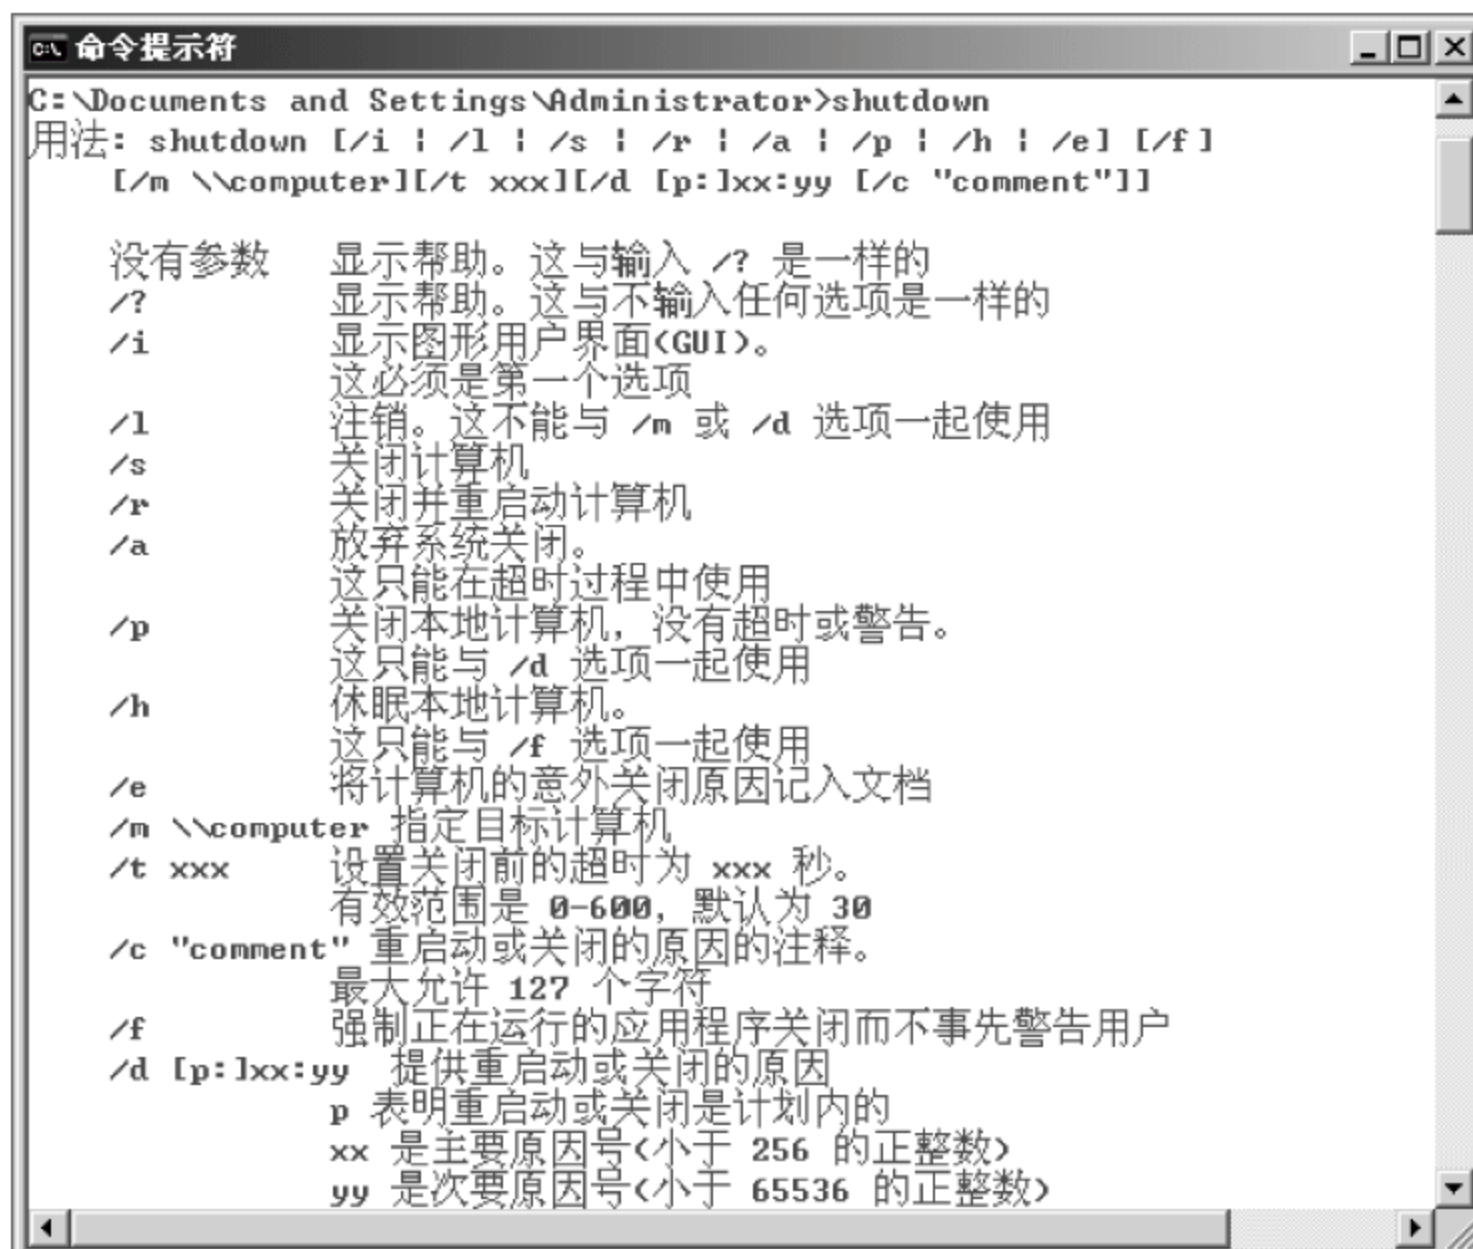 命令提示符
C:\Documents and Settings\Administrator>shutdown
用法: shutdown [/i ¦ /l ¦ /s ¦ /r ¦ /a ¦ /p ¦ /h ¦ /e] [/f]
[/m \\computer][/t xxx][/d [p:]xx:yy [/c "comment"]]
没有参数 显示帮助。这与输入 /? 是一样的
/? 显示帮助。这与不输入任何选项是一样的
/i 显示图形用户界面(GUI)。
这必须是第一个选项
/l 注销。这不能与 /m 或 /d 选项一起使用
/s 关闭计算机
/r 关闭并重启动计算机
/a 放弃系统关闭。
这只能在超时过程中使用
/p 关闭本地计算机，没有超时或警告。
这只能与 /d 选项一起使用
/h 休眠本地计算机。
这只能与 /f 选项一起使用
/e 将计算机的意外关闭原因记入文档
/m \\computer 指定目标计算机
/t xxx 设置关闭前的超时为 xxx 秒。
有效范围是 0-600，默认为 30
/c "comment" 重启动或关闭的原因的注释。
最大允许 127 个字符
/f 强制正在运行的应用程序关闭而不事先警告用户
/d [p:]xx:yy 提供重启动或关闭的原因
p 表明重启动或关闭是计划内的
xx 是主要原因号(小于 256 的正整数)
yy 是次要原因号(小于 65536 的正整数)